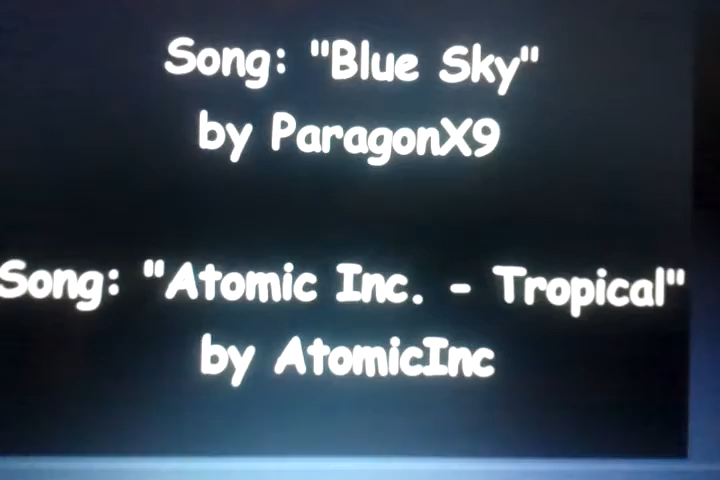 Song: "Blue Sky"
by ParagonX9
Song: "Atomic Inc. - Tropical"
by AtomicInc